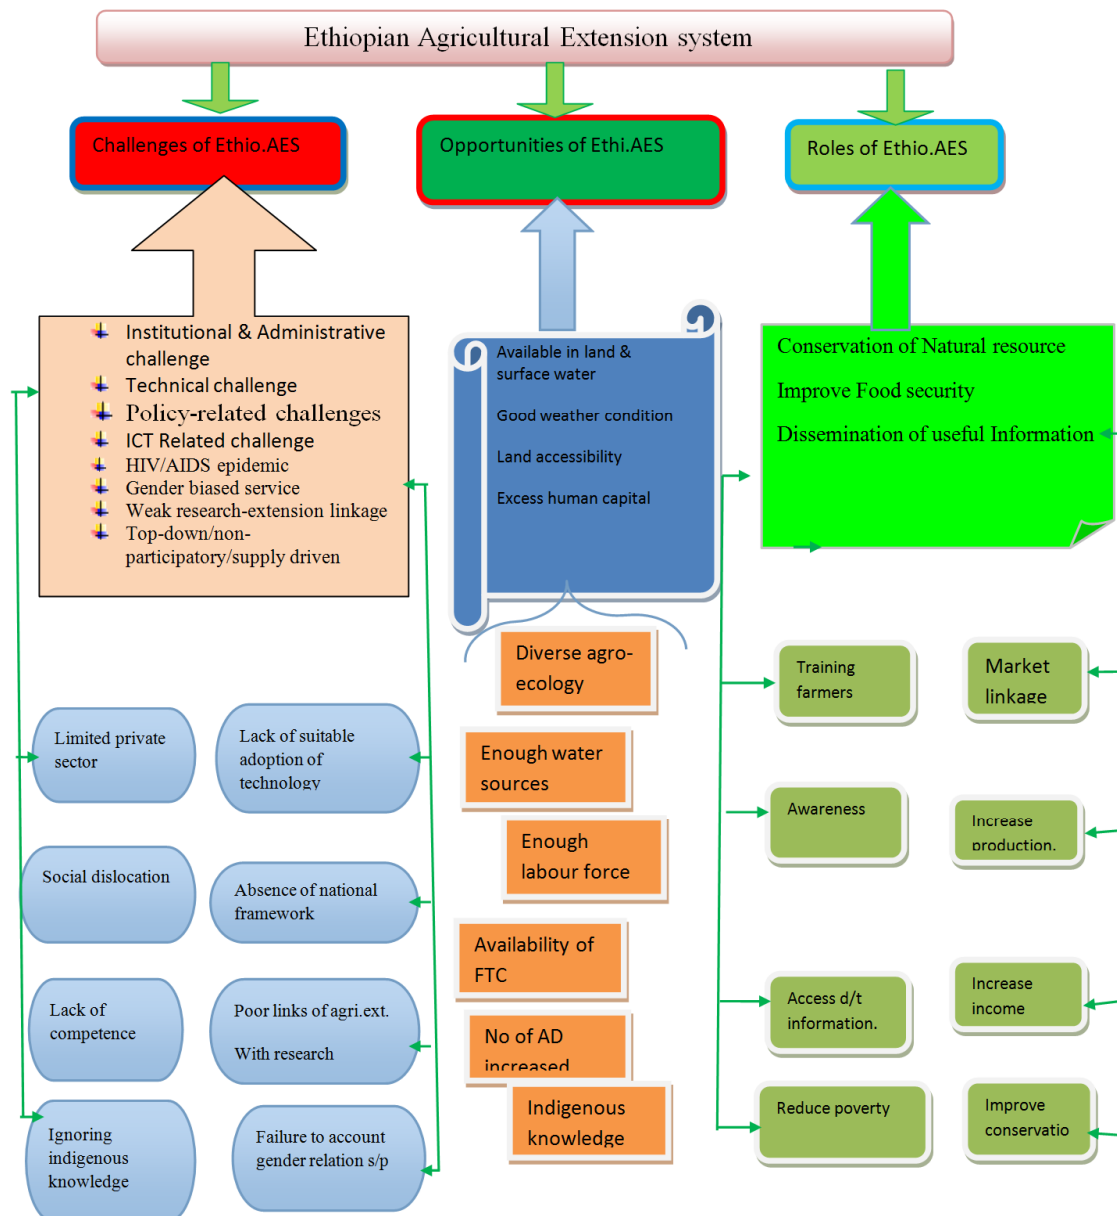 Ethiopian Agricultural Extension system
Challenges of Ethio.AES
Opportunities of Ethi.AES
Roles of Ethio.AES
Institutional & Administrative
challenge
Technical challenge
Policy-related challenges
ICT Related challenge
HIV/AIDS epidemic
Gender biased service
Weak research-extension linkage
Top-down/non-
participatory/supply driven
Available in land &
surface water
Good weather condition
Land accessibility
Excess human capital
Conservation of Natural resource
Improve Food security
Dissemination of useful Information
Limited private
sector
Lack of suitable
adoption of
technology
Social dislocation
Absence of national
framework
Lack of
competence
Poor links of agri.ext.
With research
Ignoring
indigenous
knowledge
Failure to account
gender relation s/p
Diverse agro-
ecology
Enough water
sources
Enough
labour force
Availability of
FTC
No of AD
increased
Indigenous
knowledge
Training
farmers
Market
linkage
Awareness
Increase
production.
Access d/t
information.
Increase
income
Reduce poverty
Improve
conservatio